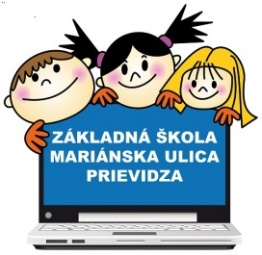 ZÁKLADNÁ ŠKOLA
MARIÁNSKA ULICA
PRIEVIDZA